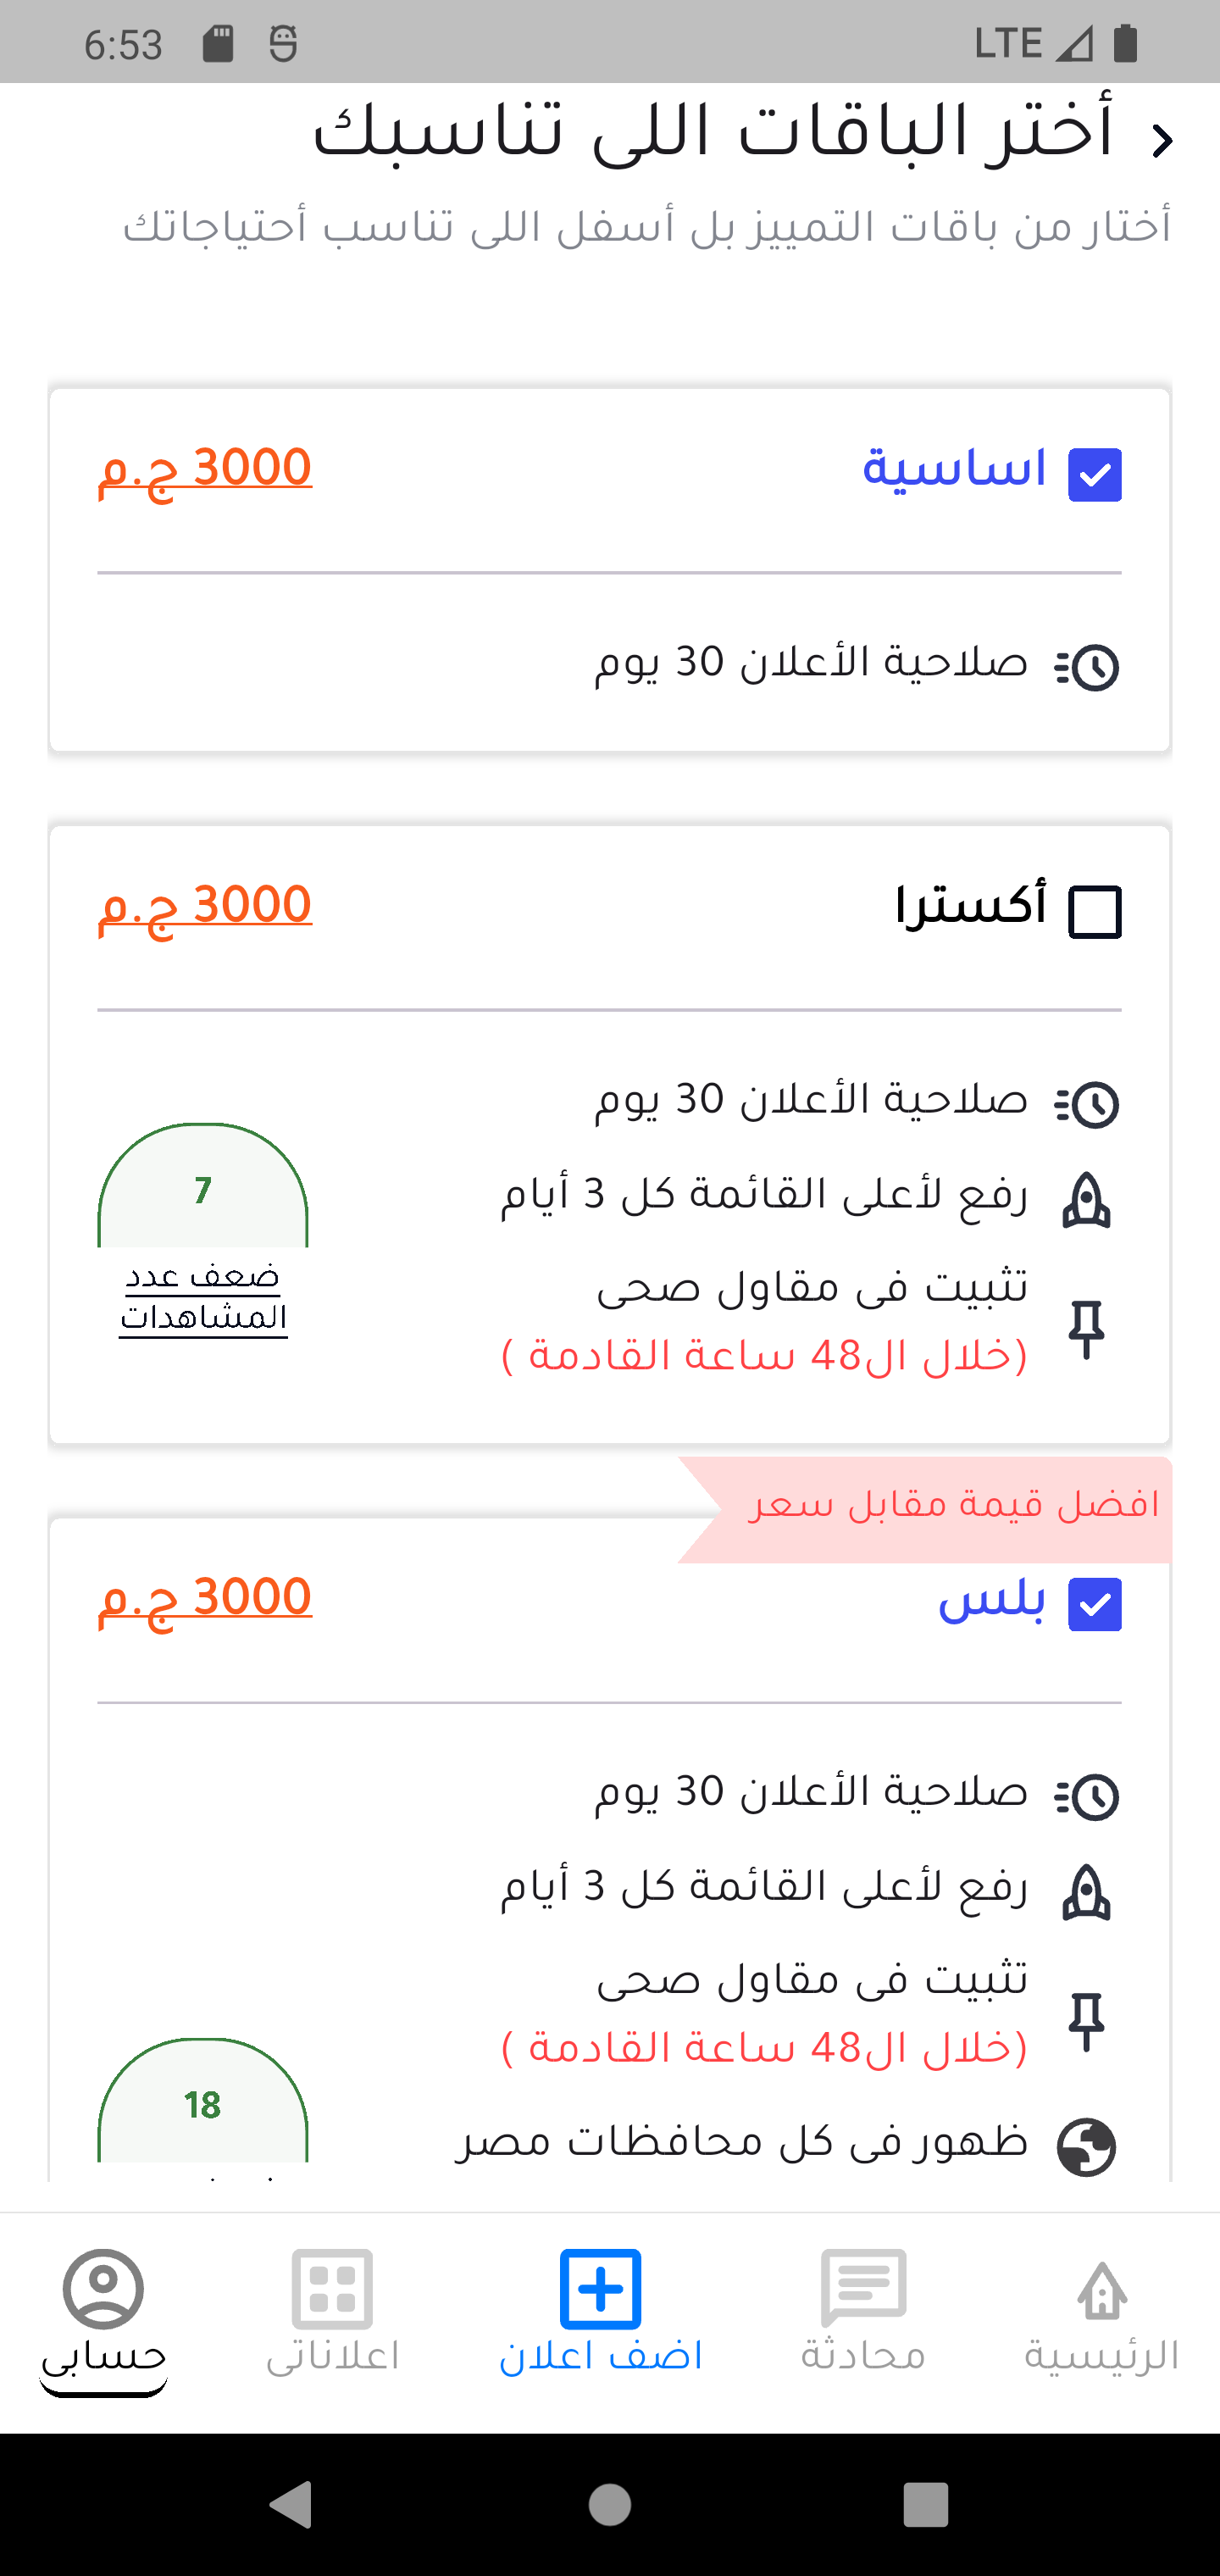 6:53 LTE
أختر الباقات اللى تناسبك
أختار من باقات التمييز بل أسفل اللى تناسب أحتياجاتك
اساسية 3000 ج.م
صلاحية الأعلان 30 يوم
أكسترا 3000 ج.م
صلاحية الأعلان 30 يوم
رفع لأعلى القائمة كل 3 أيام
تثبيت فى مقاول صحى
(خلال ال48 ساعة القادمة )
7
ضعف عدد
المشاهدات
افضل قيمة مقابل سعر
بلس 3000 ج.م
صلاحية الأعلان 30 يوم
رفع لأعلى القائمة كل 3 أيام
تثبيت فى مقاول صحى
(خلال ال48 ساعة القادمة )
ظهور فى كل محافظات مصر
18
الرئيسية محادثة اضف اعلان اعلاناتى حسابى